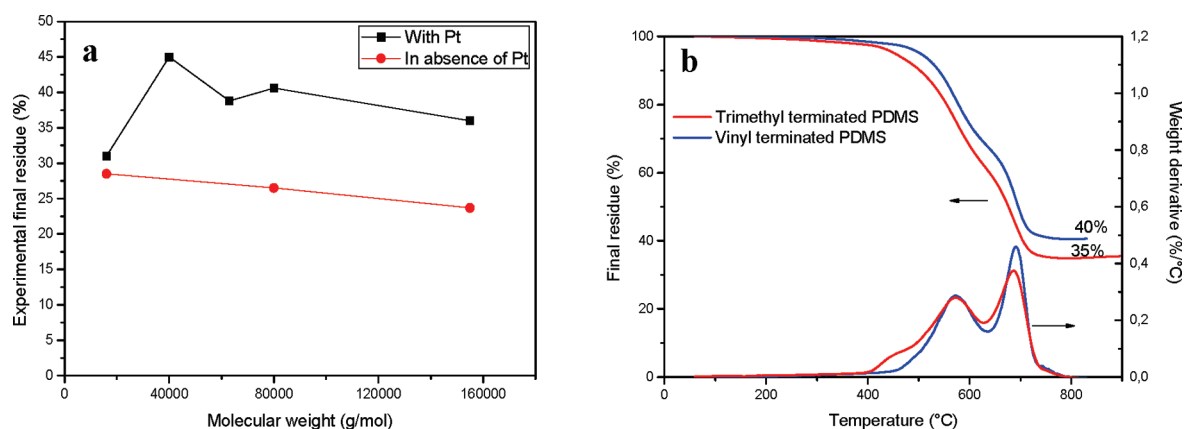 a
With Pt
In absence of Pt
50
45
40
35
30
25
20
15
10
5
0
Experimental final residue (%)
0 40000 80000 120000 160000
Molecular weight (g/mol)
b
Trimethyl terminated PDMS
Vinyl terminated PDMS
40%
35%
100
80
60
40
20
0
Final residue (%)
1,2
1,0
0,8
0,6
0,4
0,2
0,0
Weight derivative (%/°C)
0 200 400 600 800
Temperature (°C)